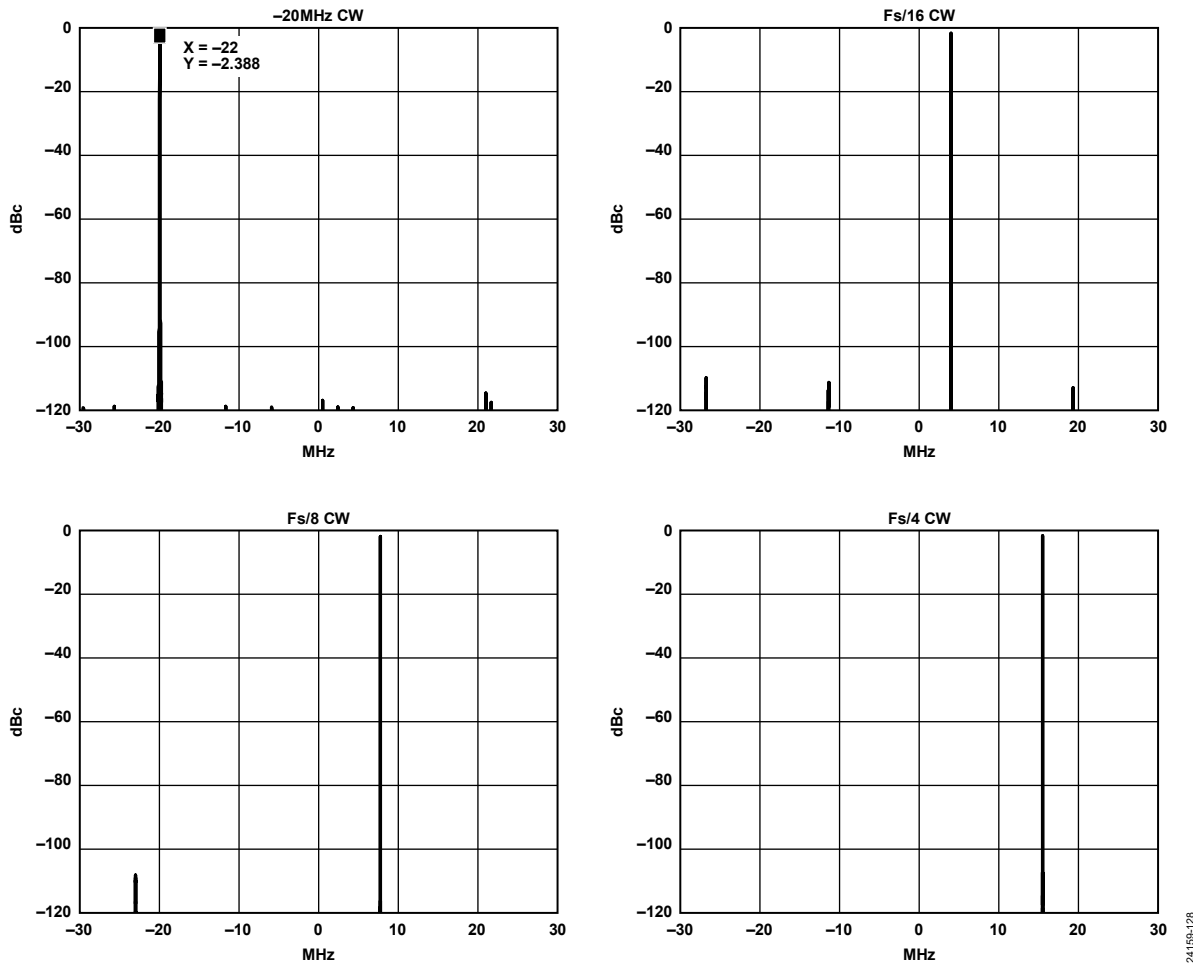 –20MHz CW
X = –22
Y = –2.388
0
–20
–40
–60
–80
–100
–120
dBc
–30 –20 –10 0 10 20 30
MHz
Fs/16 CW
0
–20
–40
–60
–80
–100
–120
dBc
–30 –20 –10 0 10 20 30
MHz
Fs/8 CW
0
–20
–40
–60
–80
–100
–120
dBc
–30 –20 –10 0 10 20 30
MHz
Fs/4 CW
0
–20
–40
–60
–80
–100
–120
dBc
–30 –20 –10 0 10 20 30
MHz
24159-128